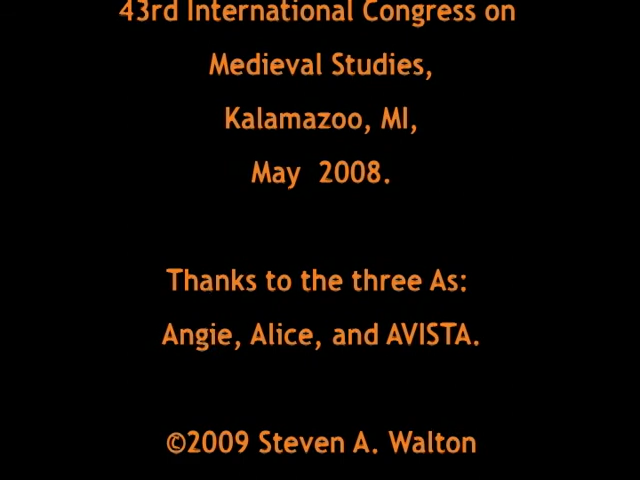 43rd International Congress on
Medieval Studies,
Kalamazoo, MI,
May 2008.
Thanks to the three As:
Angie, Alice, and AVISTA.
©2009 Steven A. Walton